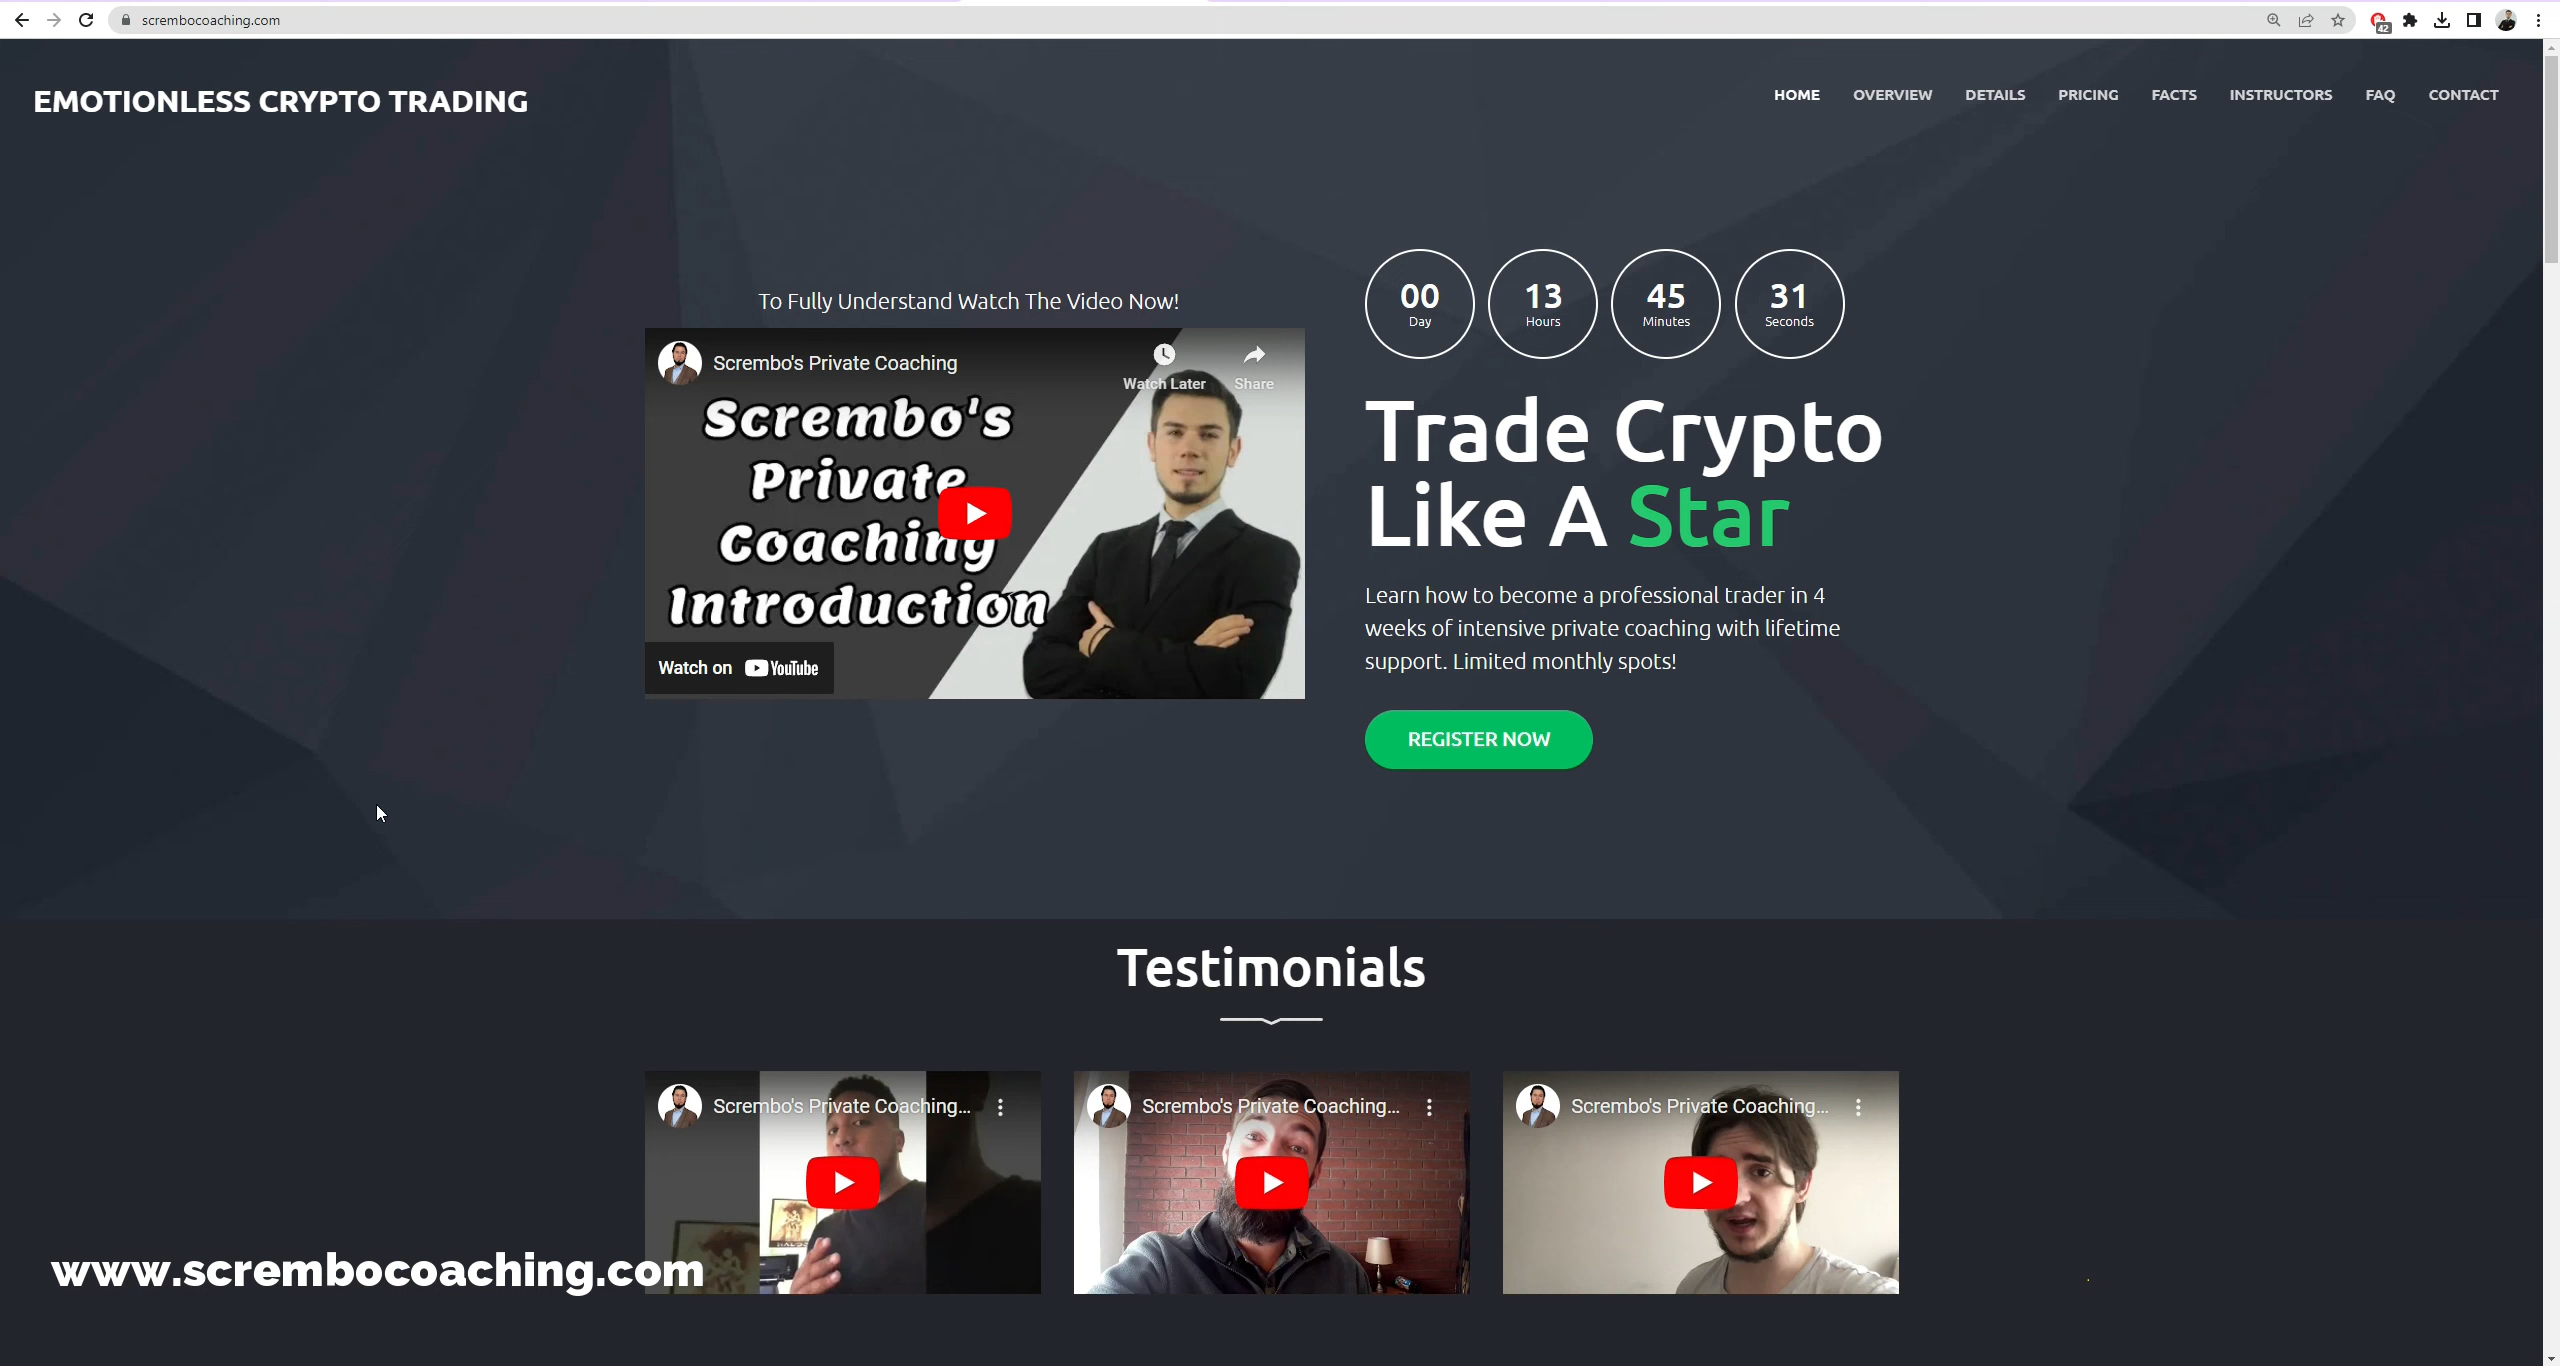 scrembocoaching.com
42
EMOTIONLESS CRYPTO TRADING
HOME OVERVIEW DETAILS PRICING FACTS INSTRUCTORS FAQ CONTACT
To Fully Understand Watch The Video Now!
Scrembo's Private Coaching
Watch Later Share
Scrembo's
Private
Coaching
Introduction
Watch on YouTube
00 13 45 31
Day Hours Minutes Seconds
Trade Crypto
Like A Star
Learn how to become a professional trader in 4
weeks of intensive private coaching with lifetime
support. Limited monthly spots!
REGISTER NOW
Testimonials
Scrembo's Private Coaching...
Scrembo's Private Coaching...
Scrembo's Private Coaching...
www.scrembocoaching.com